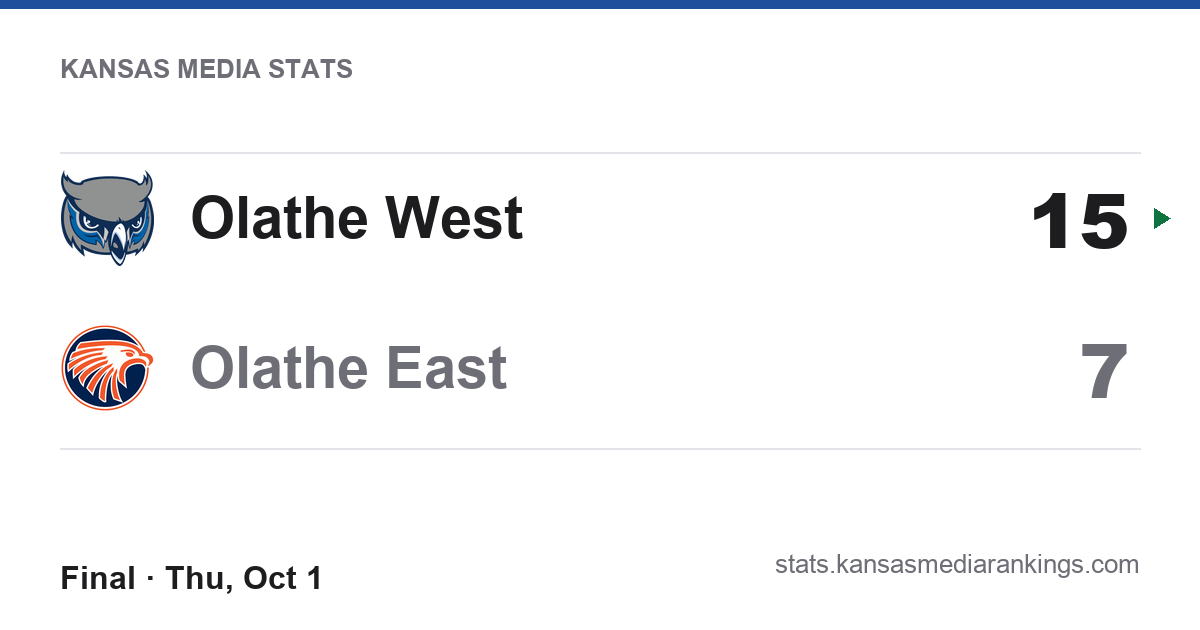 KANSAS MEDIA STATS
Olathe West 15
Olathe East 7
Final · Thu, Oct 1
stats.kansasmediarankings.com